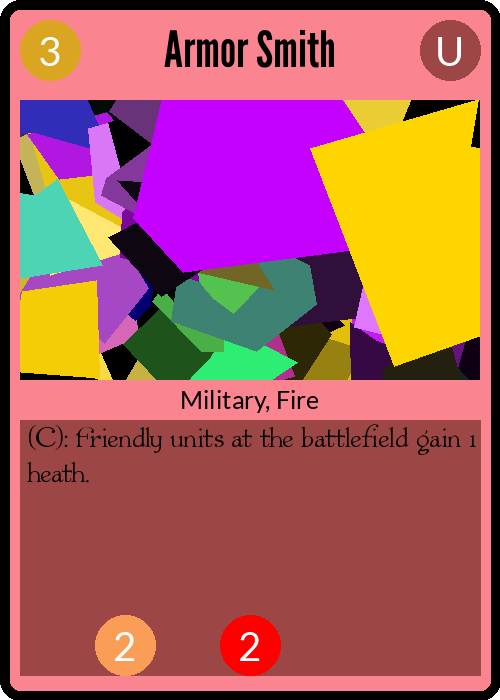 3
Armor Smith
U
Military, Fire
(C): Friendly units at the battlefield gain 1
heath.
2
2